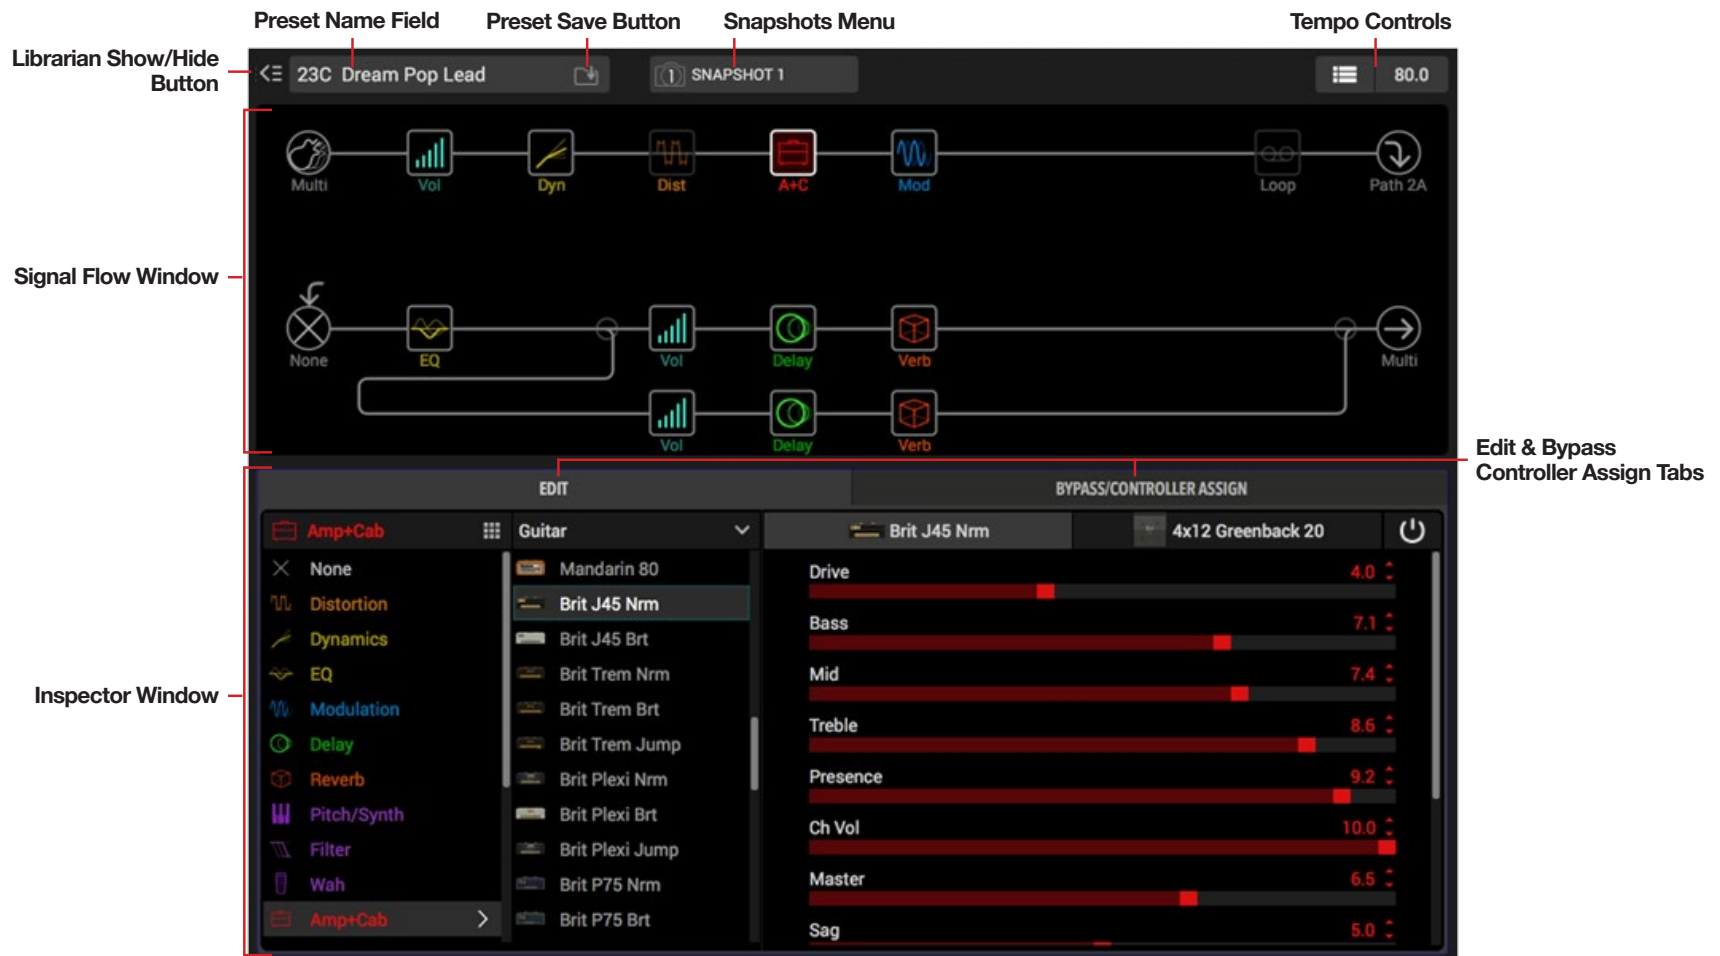 Preset Name Field
Preset Save Button
Snapshots Menu
Tempo Controls
Librarian Show/Hide
Button
23C Dream Pop Lead
1
SNAPSHOT 1
80.0
Multi
Vol
Dyn
Dist
A+C
Mod
Loop
Path 2A
Signal Flow Window
None
EQ
Vol
Delay
Verb
Multi
Vol
Delay
Verb
Edit & Bypass
Controller Assign Tabs
EDIT
BYPASS/CONTROLLER ASSIGN
Inspector Window
Amp+Cab
None
Distortion
Dynamics
EQ
Modulation
Delay
Reverb
Pitch/Synth
Filter
Wah
Amp+Cab
Guitar
Mandarin 80
Brit J45 Nrm
Brit J45 Brt
Brit Trem Nrm
Brit Trem Brt
Brit Trem Jump
Brit Plexi Nrm
Brit Plexi Brt
Brit Plexi Jump
Brit P75 Nrm
Brit P75 Brt
Brit J45 Nrm
4x12 Greenback 20
Drive 4.0
Bass 7.1
Mid 7.4
Treble 8.6
Presence 9.2
Ch Vol 10.0
Master 6.5
Sag 5.0